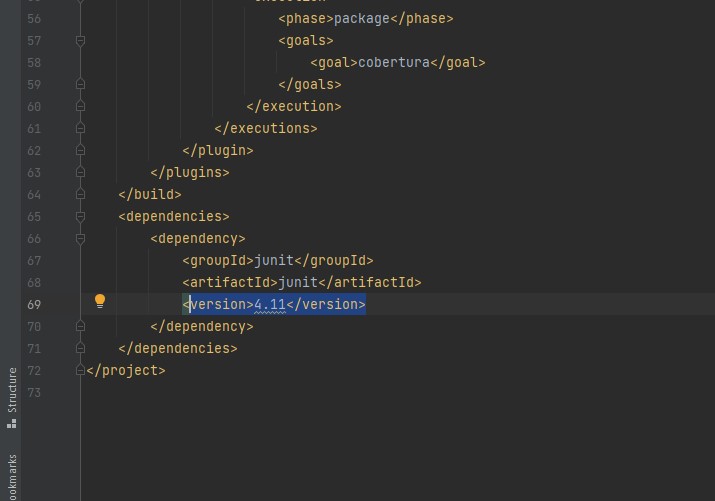 56 <phase>package</phase>
57 <goals>
58 <goal>cobertura</goal>
59 </goals>
60 </execution>
61 </executions>
62 </plugin>
63 </plugins>
64 </build>
65 <dependencies>
66 <dependency>
67 <groupId>junit</groupId>
68 <artifactId>junit</artifactId>
69 <version>4.11</version>
70 </dependency>
71 </dependencies>
72 </project>
73
Structure
ookmarks